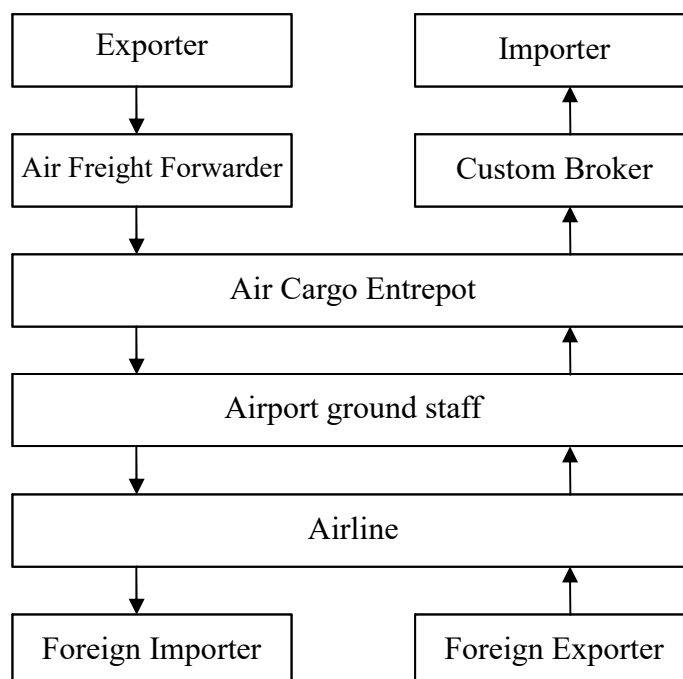 Exporter
Importer
Air Freight Forwarder
Custom Broker
Air Cargo Entrepot
Airport ground staff
Airline
Foreign Importer
Foreign Exporter